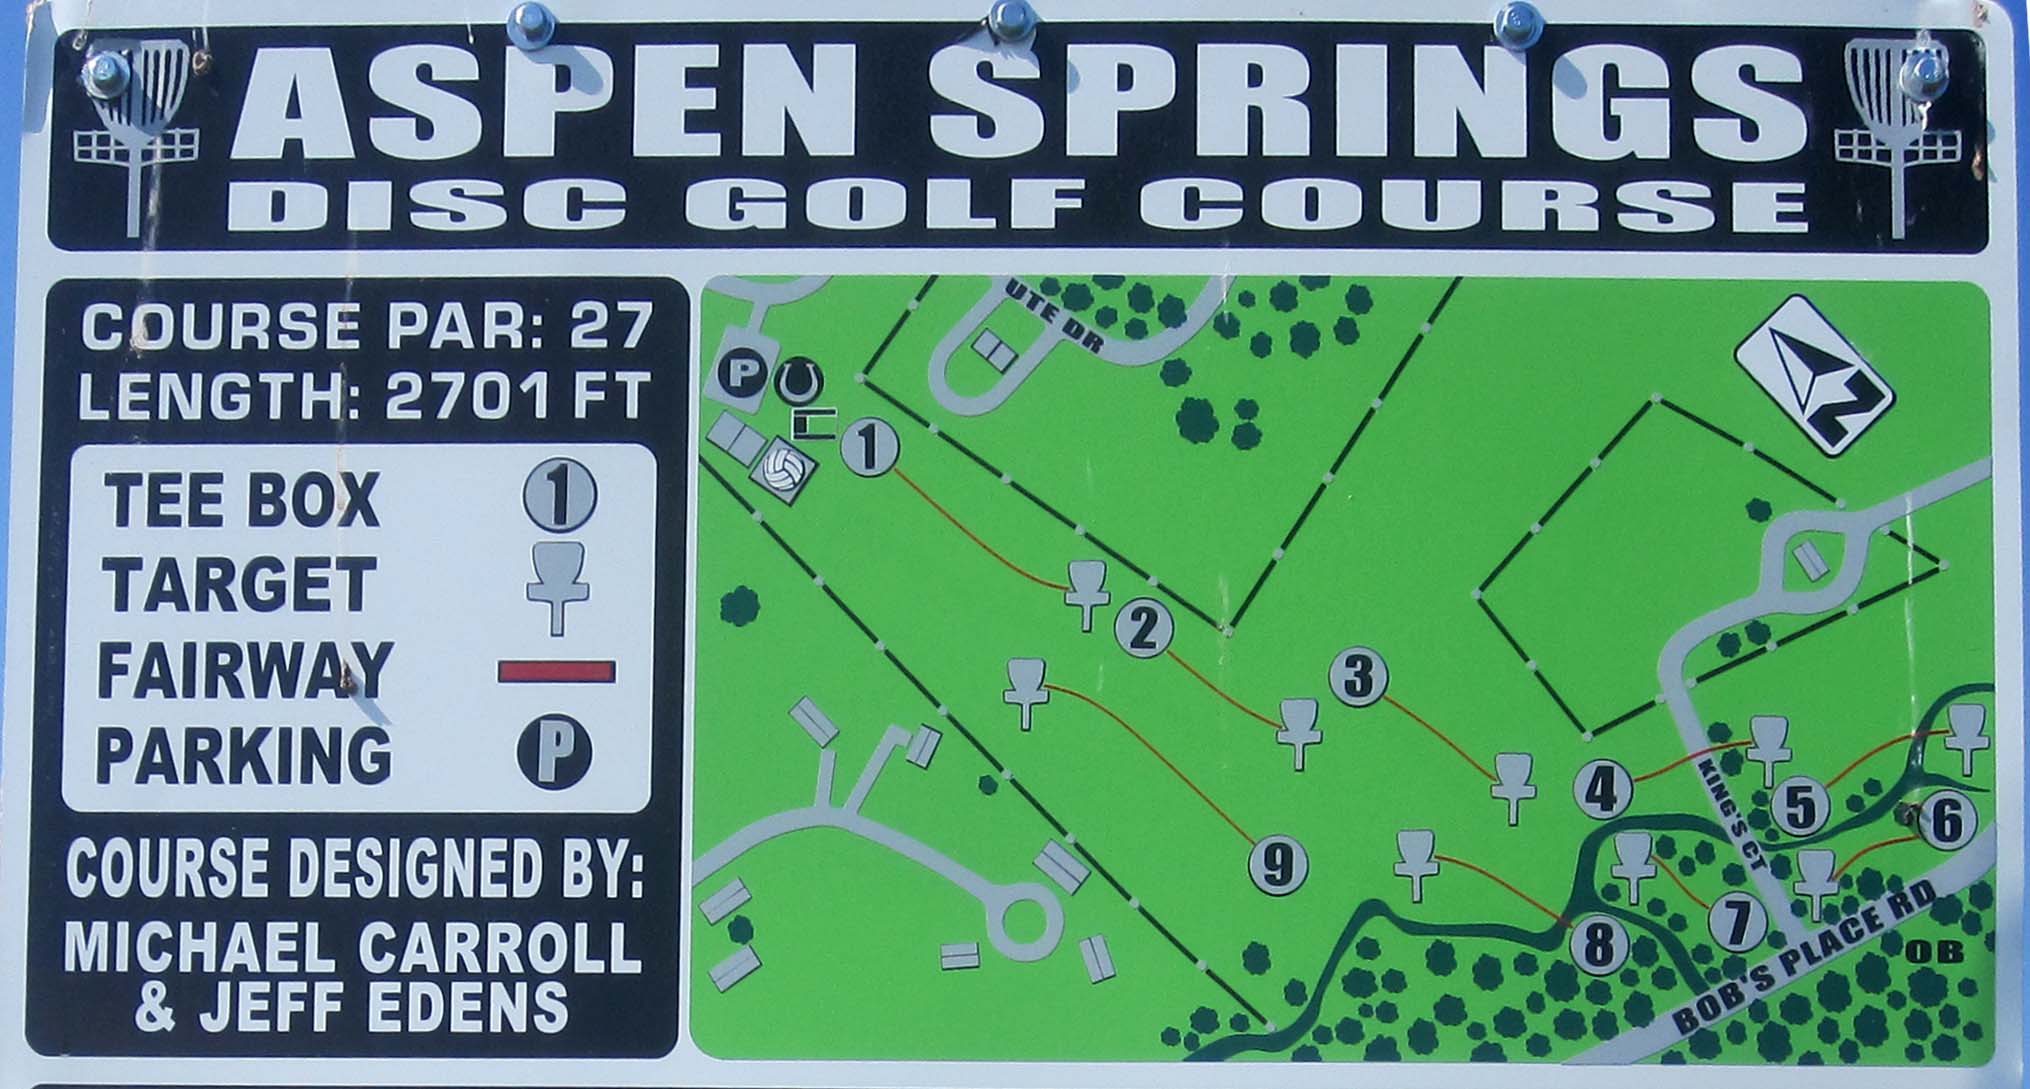 ASPEN SPRINGS
DISC GOLF COURSE
COURSE PAR: 27
LENGTH: 2701 FT
TEE BOX 1
TARGET
FAIRWAY
PARKING P
COURSE DESIGNED BY:
MICHAEL CARROLL
& JEFF EDENS
UTE DR
P
N
1
2
3
4
5
6
7
8
9
KING'S CT
BOB'S PLACE RD
OB